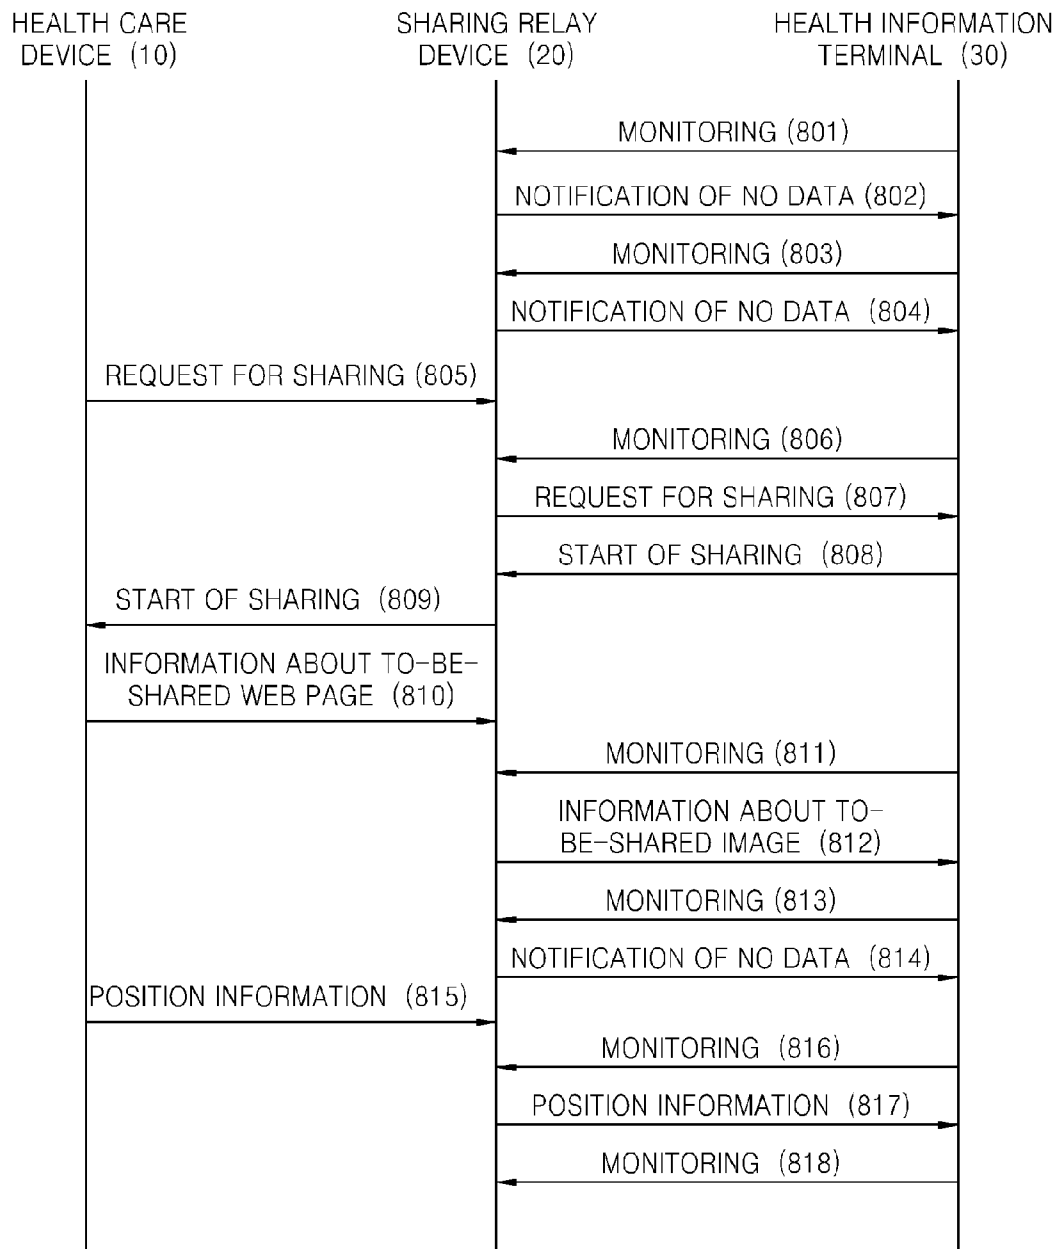 HEALTH CARE
DEVICE (10)
SHARING RELAY
DEVICE (20)
HEALTH INFORMATION
TERMINAL (30)
MONITORING (801)
NOTIFICATION OF NO DATA (802)
MONITORING (803)
NOTIFICATION OF NO DATA (804)
REQUEST FOR SHARING (805)
MONITORING (806)
REQUEST FOR SHARING (807)
START OF SHARING (808)
START OF SHARING (809)
INFORMATION ABOUT TO-BE-
SHARED WEB PAGE (810)
MONITORING (811)
INFORMATION ABOUT TO-
BE-SHARED IMAGE (812)
MONITORING (813)
NOTIFICATION OF NO DATA (814)
POSITION INFORMATION (815)
MONITORING (816)
POSITION INFORMATION (817)
MONITORING (818)